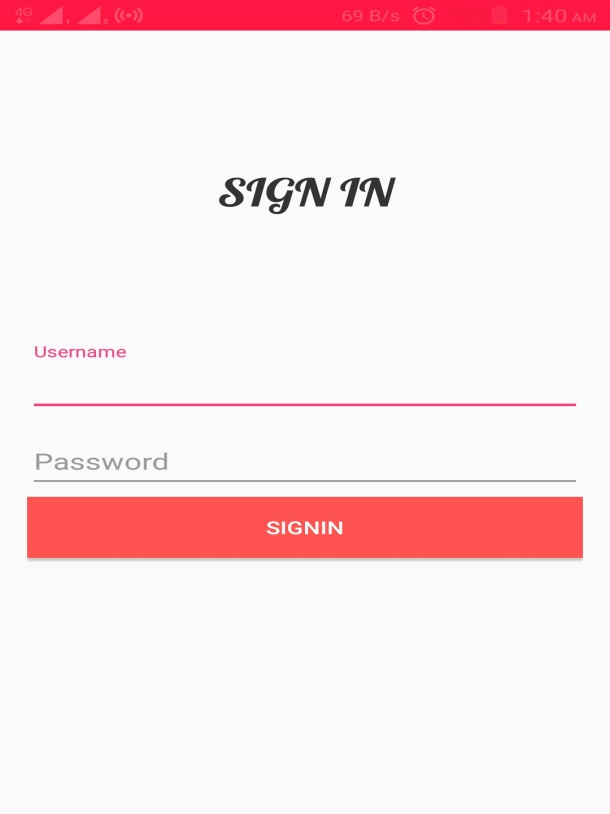 4G 69 B/s 1:40 AM
SIGN IN
Username
Password
SIGNIN